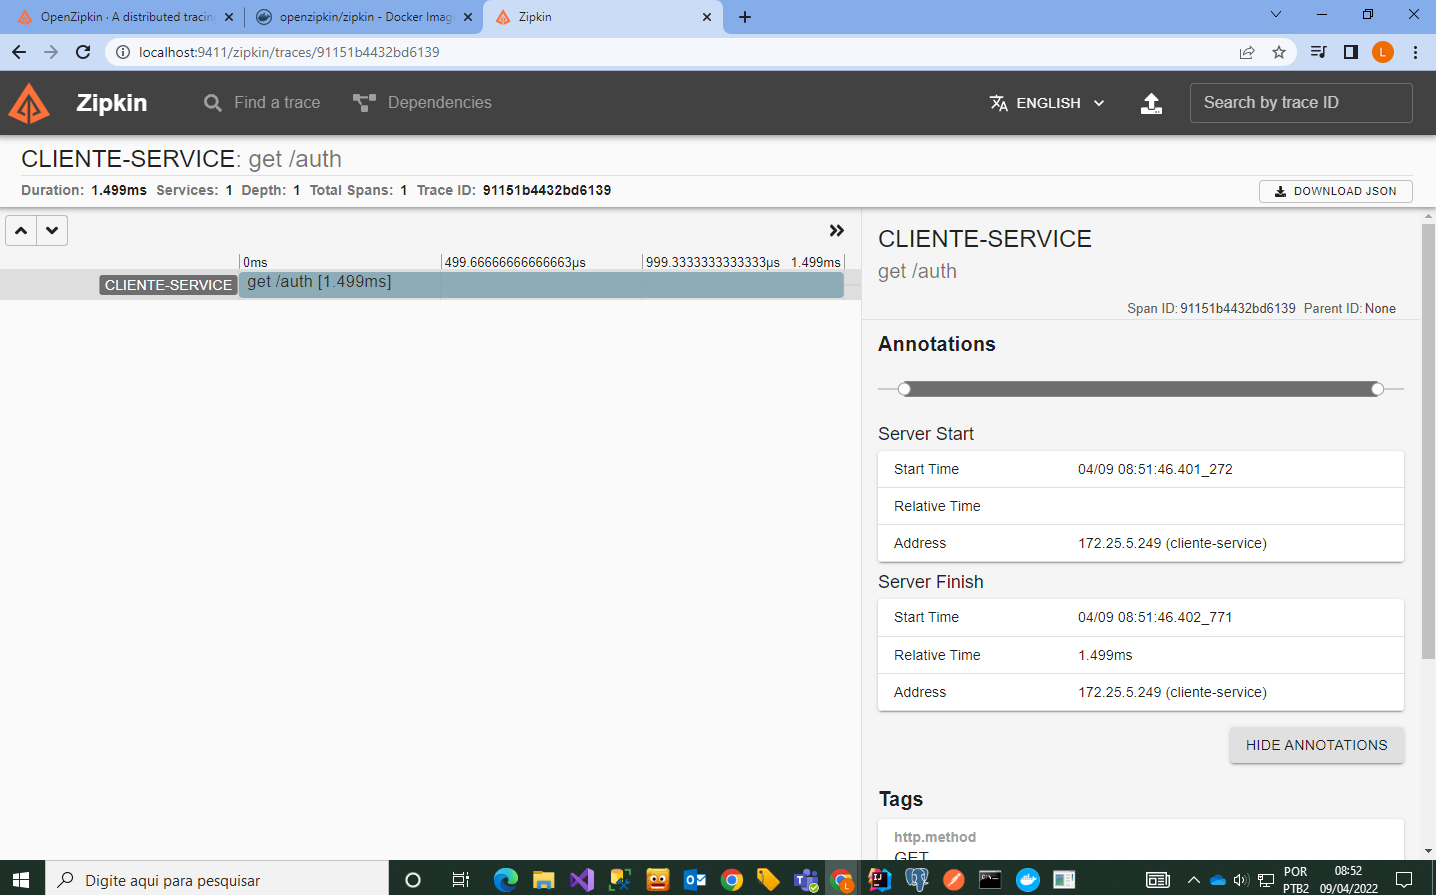 OpenZipkin · A distributed tracin
openzipkin/zipkin - Docker Imag
Zipkin
localhost:9411/zipkin/traces/91151b4432bd6139
L
Zipkin
Find a trace
Dependencies
ENGLISH
Search by trace ID
CLIENTE-SERVICE: get /auth
Duration: 1.499ms Services: 1 Depth: 1 Total Spans: 1 Trace ID: 91151b4432bd6139
DOWNLOAD JSON
0ms
499.66666666666663μs
999.3333333333333μs
1.499ms
CLIENTE-SERVICE
get /auth [1.499ms]
CLIENTE-SERVICE
get /auth
Span ID: 91151b4432bd6139 Parent ID: None
Annotations
Server Start
Start Time 04/09 08:51:46.401_272
Relative Time
Address 172.25.5.249 (cliente-service)
Server Finish
Start Time 04/09 08:51:46.402_771
Relative Time 1.499ms
Address 172.25.5.249 (cliente-service)
HIDE ANNOTATIONS
Tags
http.method
GET
Digite aqui para pesquisar
POR
PTB2
08:52
09/04/2022